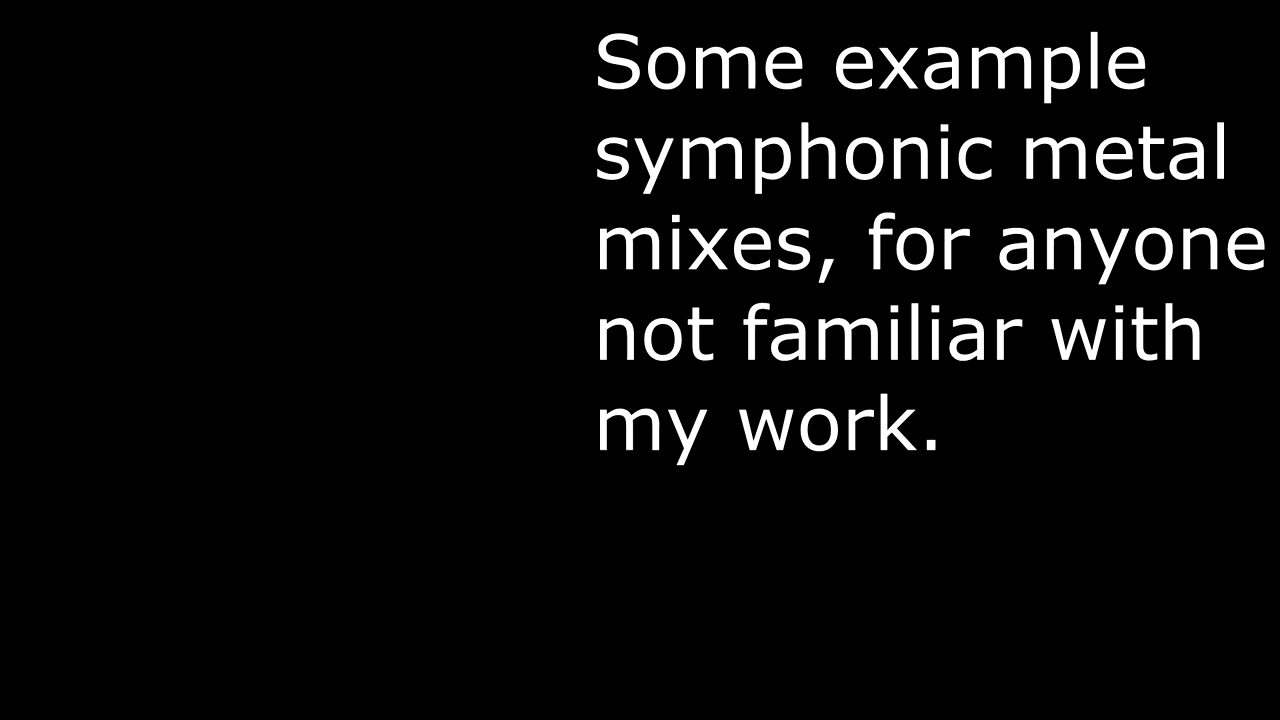 Some example
symphonic metal
mixes, for anyone
not familiar with
my work.